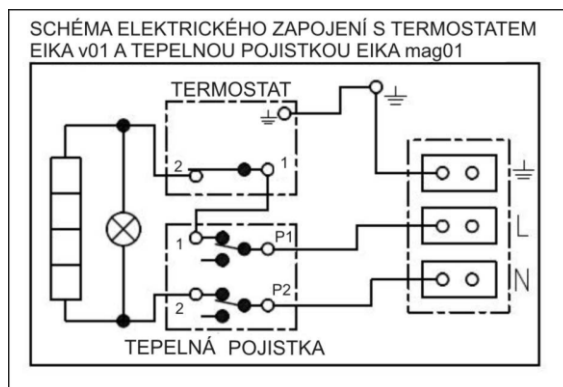 SCHÉMA ELEKTRICKÉHO ZAPOJENÍ S TERMOSTATEM
EIKA v01 A TEPELNOU POJISTKOU EIKA mag01
TERMOSTAT
2
1
1
P1
L
2
P2
N
TEPELNÁ POJISTKA